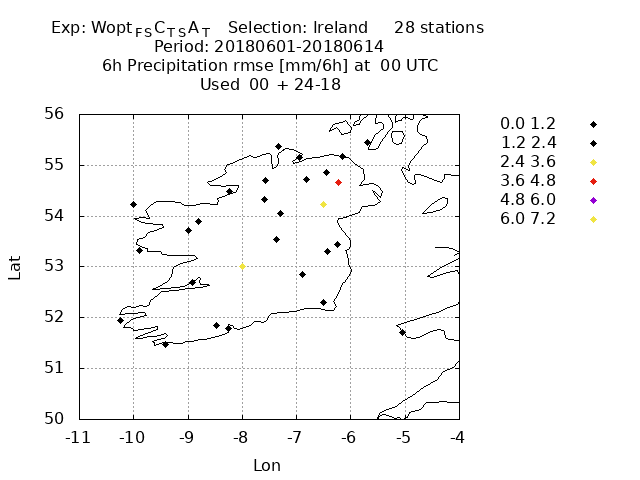 Exp: Wopt FS C TS A T   Selection: Ireland   28 stations
Period: 20180601-20180614
6h Precipitation rmse [mm/6h] at 00 UTC
Used 00 + 24-18
0.0 1.2
1.2 2.4
2.4 3.6
3.6 4.8
4.8 6.0
6.0 7.2
56
55
54
53
52
51
50
Lat
-11 -10 -9 -8 -7 -6 -5 -4
Lon